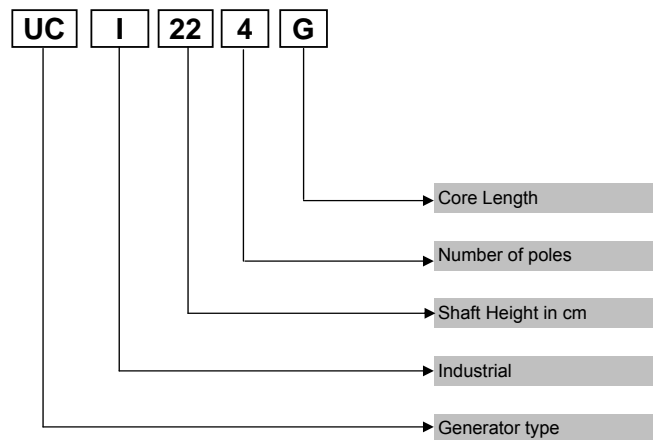 UC I 22 4 G
Core Length
Number of poles
Shaft Height in cm
Industrial
Generator type